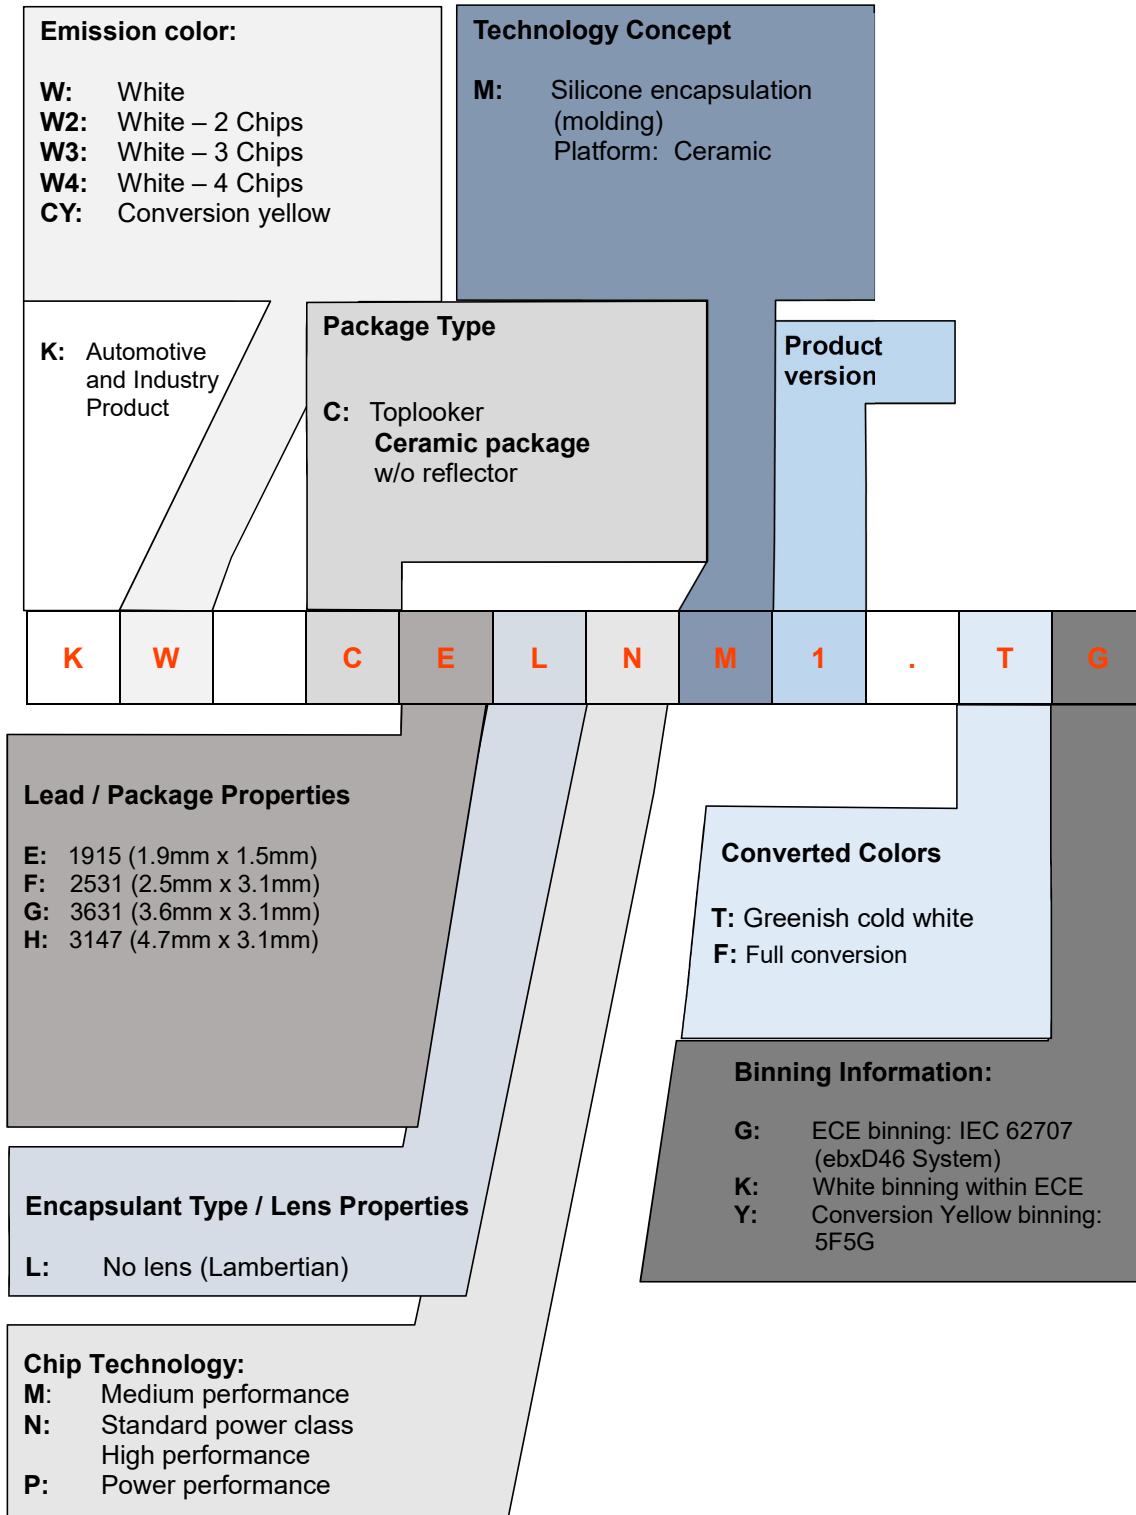 Emission color:
W: White
W2: White – 2 Chips
W3: White – 3 Chips
W4: White – 4 Chips
CY: Conversion yellow
Technology Concept
M: Silicone encapsulation
(molding)
Platform: Ceramic
K: Automotive
and Industry
Product
Package Type
C: Toplooker
Ceramic package
w/o reflector
Product
version
K W C E L N M 1 . T G
Lead / Package Properties
E: 1915 (1.9mm x 1.5mm)
F: 2531 (2.5mm x 3.1mm)
G: 3631 (3.6mm x 3.1mm)
H: 3147 (4.7mm x 3.1mm)
Converted Colors
T: Greenish cold white
F: Full conversion
Binning Information:
G: ECE binning: IEC 62707
(ebxD46 System)
K: White binning within ECE
Y: Conversion Yellow binning:
5F5G
Encapsulant Type / Lens Properties
L: No lens (Lambertian)
Chip Technology:
M: Medium performance
N: Standard power class
High performance
P: Power performance